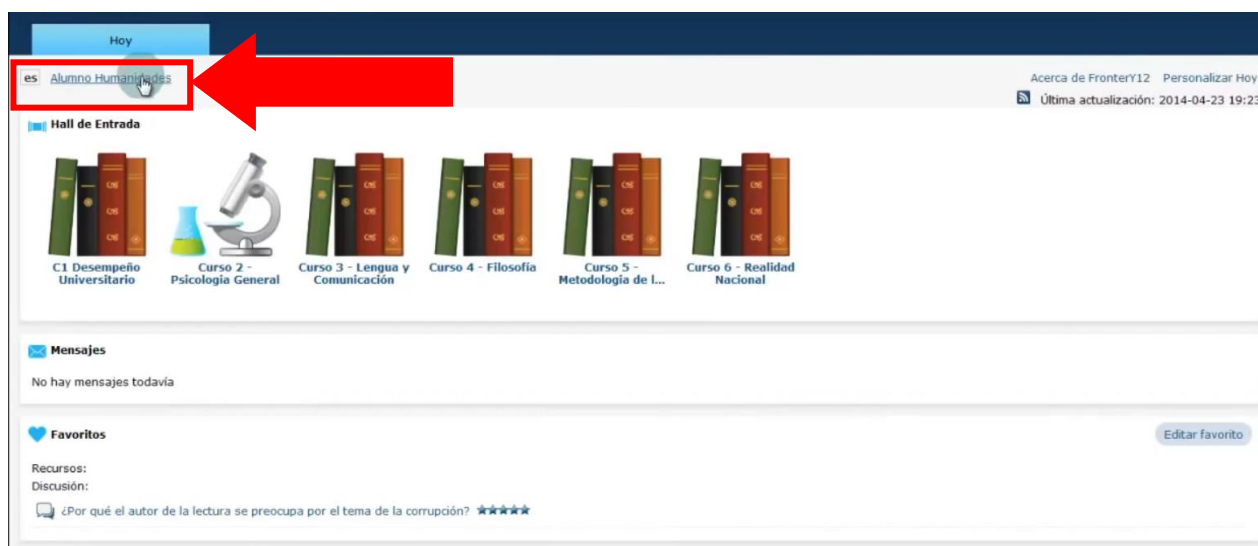 Hoy
es Alumno Humanidades
Acerca de FronterY12 Personalizar Hoy
Última actualización: 2014-04-23 19:23
Hall de Entrada
C1 Desempeño
Universitario
Curso 2 -
Psicologia General
Curso 3 - Lengua y
Comunicación
Curso 4 - Filosofía
Curso 5 -
Metodologia de l...
Curso 6 - Realidad
Nacional
Mensajes
No hay mensajes todavía
Favoritos
Editar favorito
Recursos:
Discusión:
¿Por qué el autor de la lectura se preocupa por el tema de la corrupción?